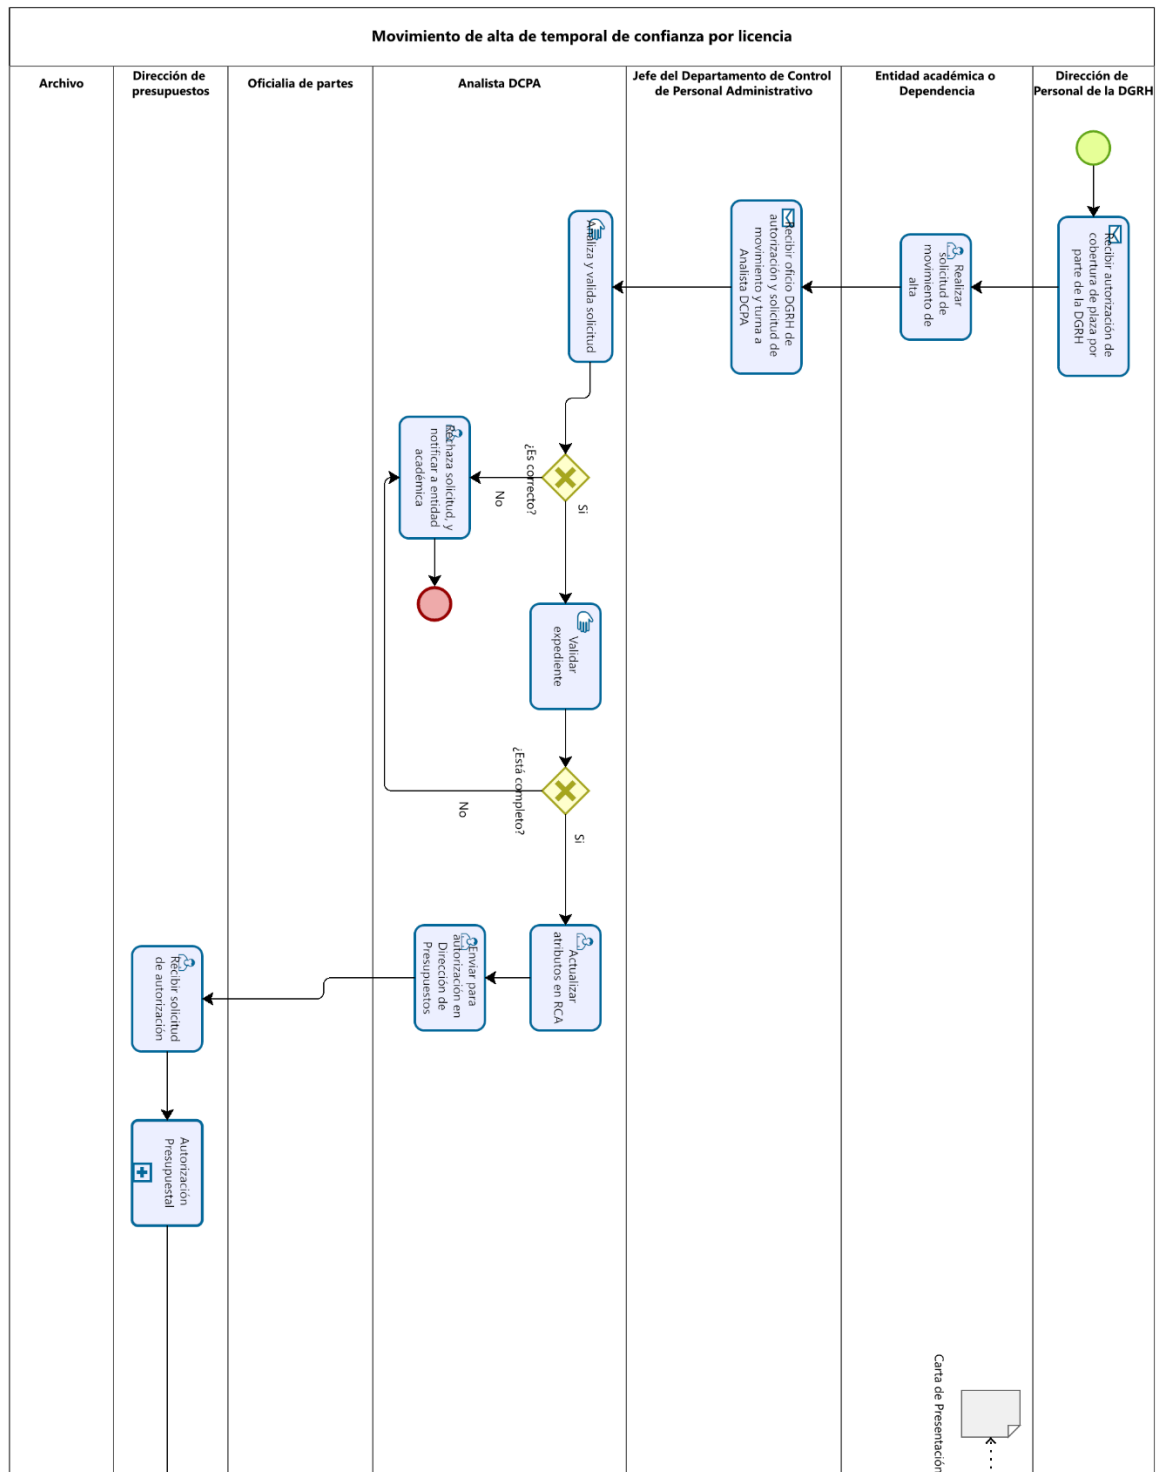 Movimiento de alta de temporal de confianza por licencia
Archivo
Dirección de
presupuestos
Oficialia de partes
Analista DCPA
Jefe del Departamento de Control
de Personal Administrativo
Entidad académica o
Dependencia
Dirección de
Personal de la DGRH
Recibir autorización de
cobertura de plaza por
parte de la DGRH
Realizar
solicitud de
movimiento de
alta
Recibir oficio DGRH de
autorización y solicitud de
movimiento y turna a
Analista DCPA
Analiza y valida solicitud
¿Es correcto?
No
Si
Rechaza solicitud, y
notificar a entidad
académica
Validar
expediente
¿Está completo?
No
Si
Actualizar
atributos en RCA
Enviar para
autorización en
Dirección de
Presupuestos
Recibir solicitud
de autorización
Autorización
Presupuestal
Carta de Presentación